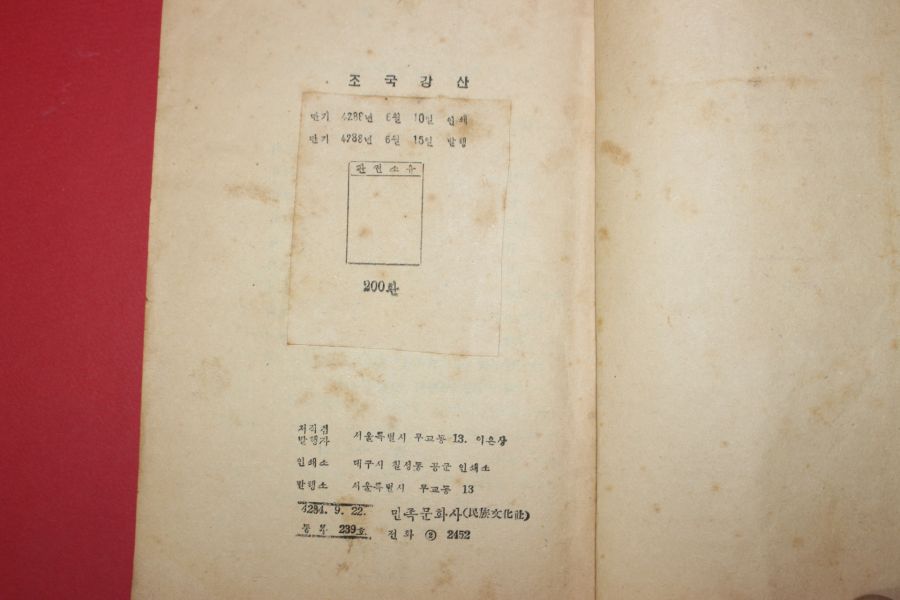 조국강산
단기 4288년 6월 10일 인쇄
단기 4288년 6월 15일 발행
판권소유
200환
저작겸
발행자 서울특별시 무교동 13. 이은상
인쇄소 대구시 칠성동 공군 인쇄소
발행소 서울특별시 무교동 13
4284. 9. 22. 민족문화사(民族文化社)
등록 239호 전화 ② 2452